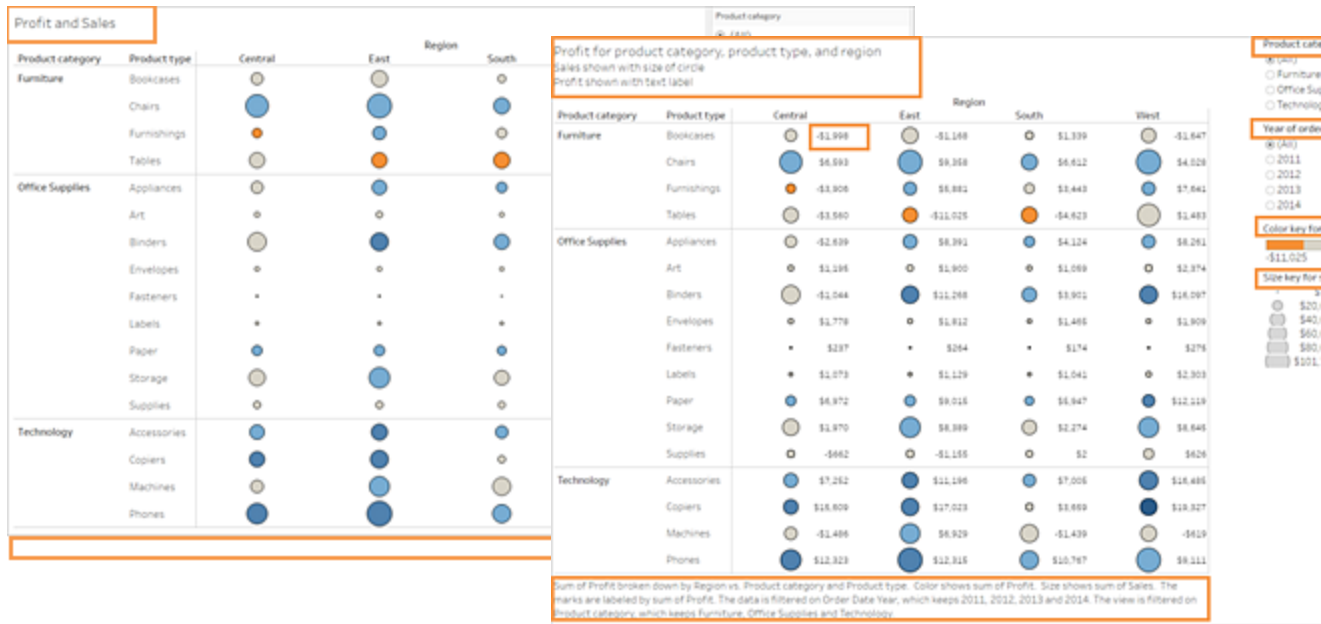 Profit and Sales
Region
Product category Product type Central East South
Furniture Bookcases
Chairs
Furnishings
Tables
Office Supplies Appliances
Art
Binders
Envelopes
Fasteners
Labels
Paper
Storage
Supplies
Technology Accessories
Copiers
Machines
Phones
Product category
Profit for product category, product type, and region
Sales shown with size of circle
Profit shown with text label
Region
Product category Product type Central East South West
Furniture Bookcases -$1,998 -$1,168 $1,339 -$1,647
Chairs $6,593 $9,358 $6,612 $4,028
Furnishings -$3,906 $5,881 $3,443 $7,641
Tables -$3,560 -$11,025 -$4,623 $1,483
Office Supplies Appliances -$2,639 $8,391 $4,124 $8,261
Art $1,195 $1,900 $1,059 $2,374
Binders -$1,044 $11,268 $3,901 $16,097
Envelopes $1,778 $1,812 $1,465 $1,909
Fasteners $237 $264 $174 $275
Labels $1,073 $1,129 $1,041 $2,303
Paper $6,972 $9,015 $5,947 $12,119
Storage $1,970 $8,389 $2,274 $8,645
Supplies -$662 -$1,155 $2 $626
Technology Accessories $7,252 $11,196 $7,005 $16,485
Copiers $15,609 $17,023 $3,659 $19,327
Machines -$1,486 $6,929 -$1,439 -$619
Phones $12,323 $12,315 $10,767 $9,111
Sum of Profit broken down by Region vs. Product category and Product type. Color shows sum of Profit. Size shows sum of Sales. The
marks are labeled by sum of Profit. The data is filtered on Order Date Year, which keeps 2011, 2012, 2013 and 2014. The view is filtered on
Product category, which keeps Furniture, Office Supplies and Technology
Product cate
(All)
Furniture
Office Sup
Technolog
Year of order
(All)
2011
2012
2013
2014
Color key for
-$11,025
Size key for s
$20,
$40,
$60,
$80,
$101,